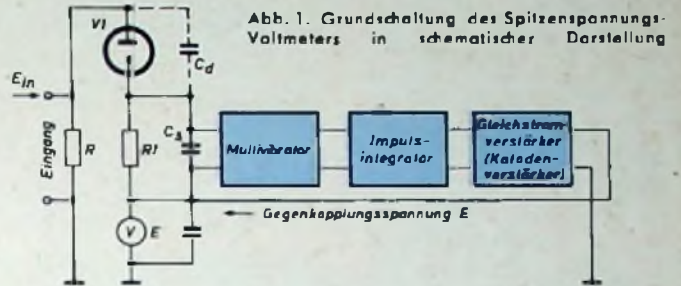 Abb. 1. Grundschaltung des Spitzenspannungs-
Voltmeters in schematischer Darstellung
V1
Cd
Ein
Eingang
R
R1
Cs
Multivibrator
Impuls-
integrator
Gleichstrom-
verstärker
(Katoden-
verstärker)
V
E
Gegenkopplungsspannung E